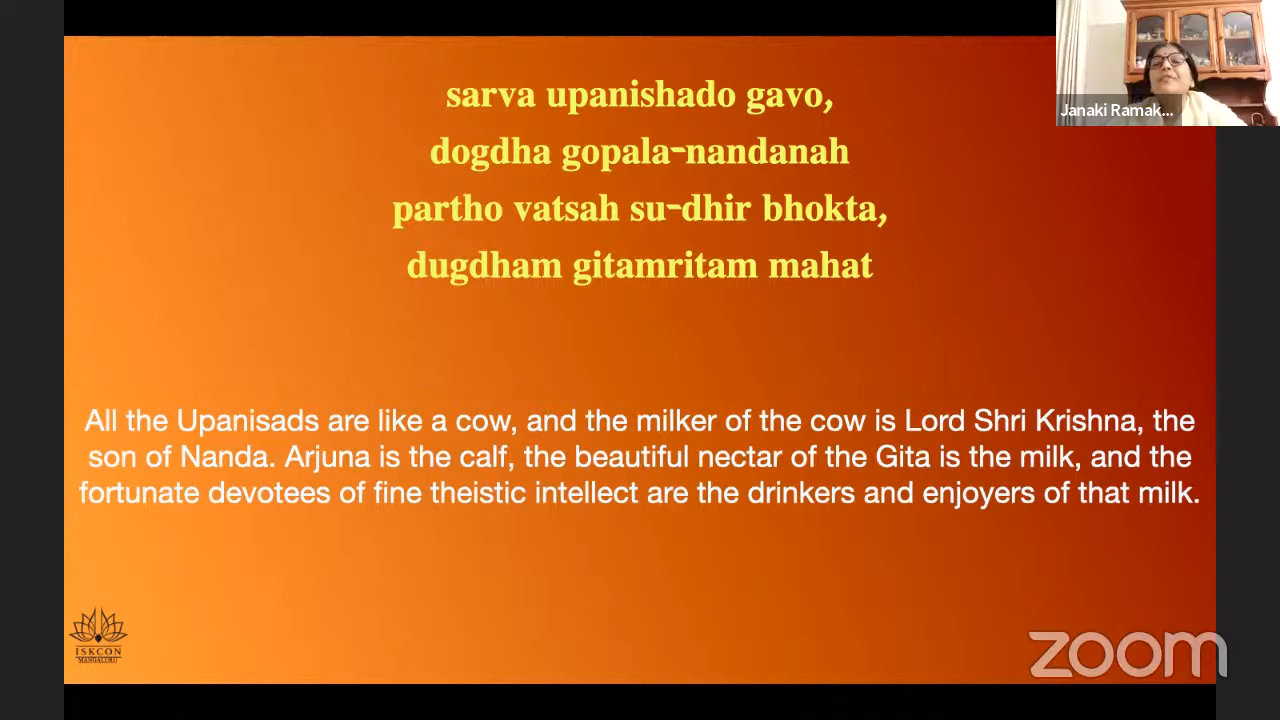 sarva upanishado gavo,
dogdha gopala-nandanah
partho vatsah su-dhir bhokta,
dugdham gitamritam mahat
All the Upanisads are like a cow, and the milker of the cow is Lord Shri Krishna, the
son of Nanda. Arjuna is the calf, the beautiful nectar of the Gita is the milk, and the
fortunate devotees of fine theistic intellect are the drinkers and enjoyers of that milk.
Janaki Ramak...
ISKCON
MANGALURU
zoom